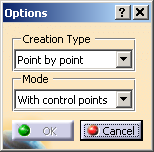 Options
Creation Type
Point by point
Mode
With control points
OK Cancel